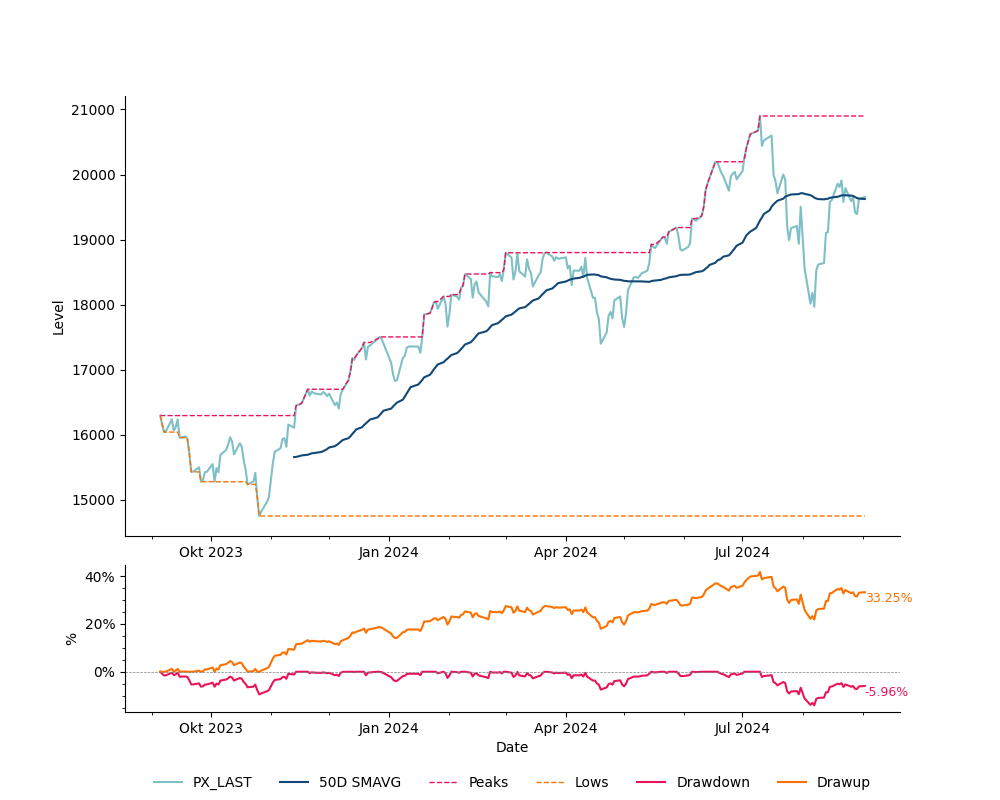 21000
20000
19000
18000
17000
16000
15000
Level
Okt 2023 Jan 2024 Apr 2024 Jul 2024
40%
20%
0%
%
33.25%
-5.96%
Okt 2023 Jan 2024 Apr 2024 Jul 2024
Date
PX_LAST 50D SMAVG Peaks Lows Drawdown Drawup